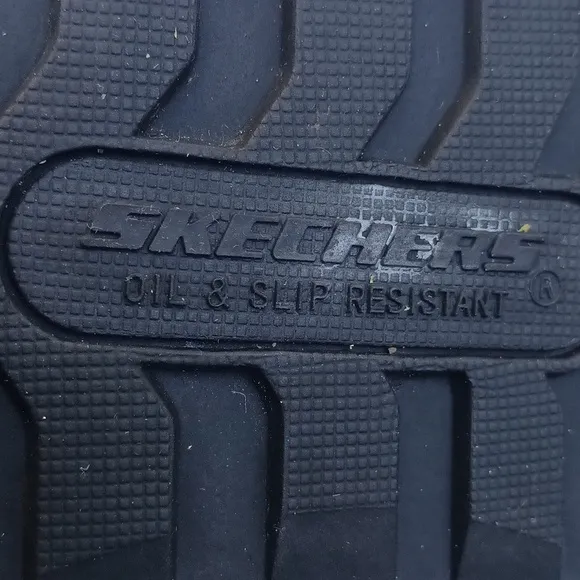 SKECHERS
OIL & SLIP RESISTANT